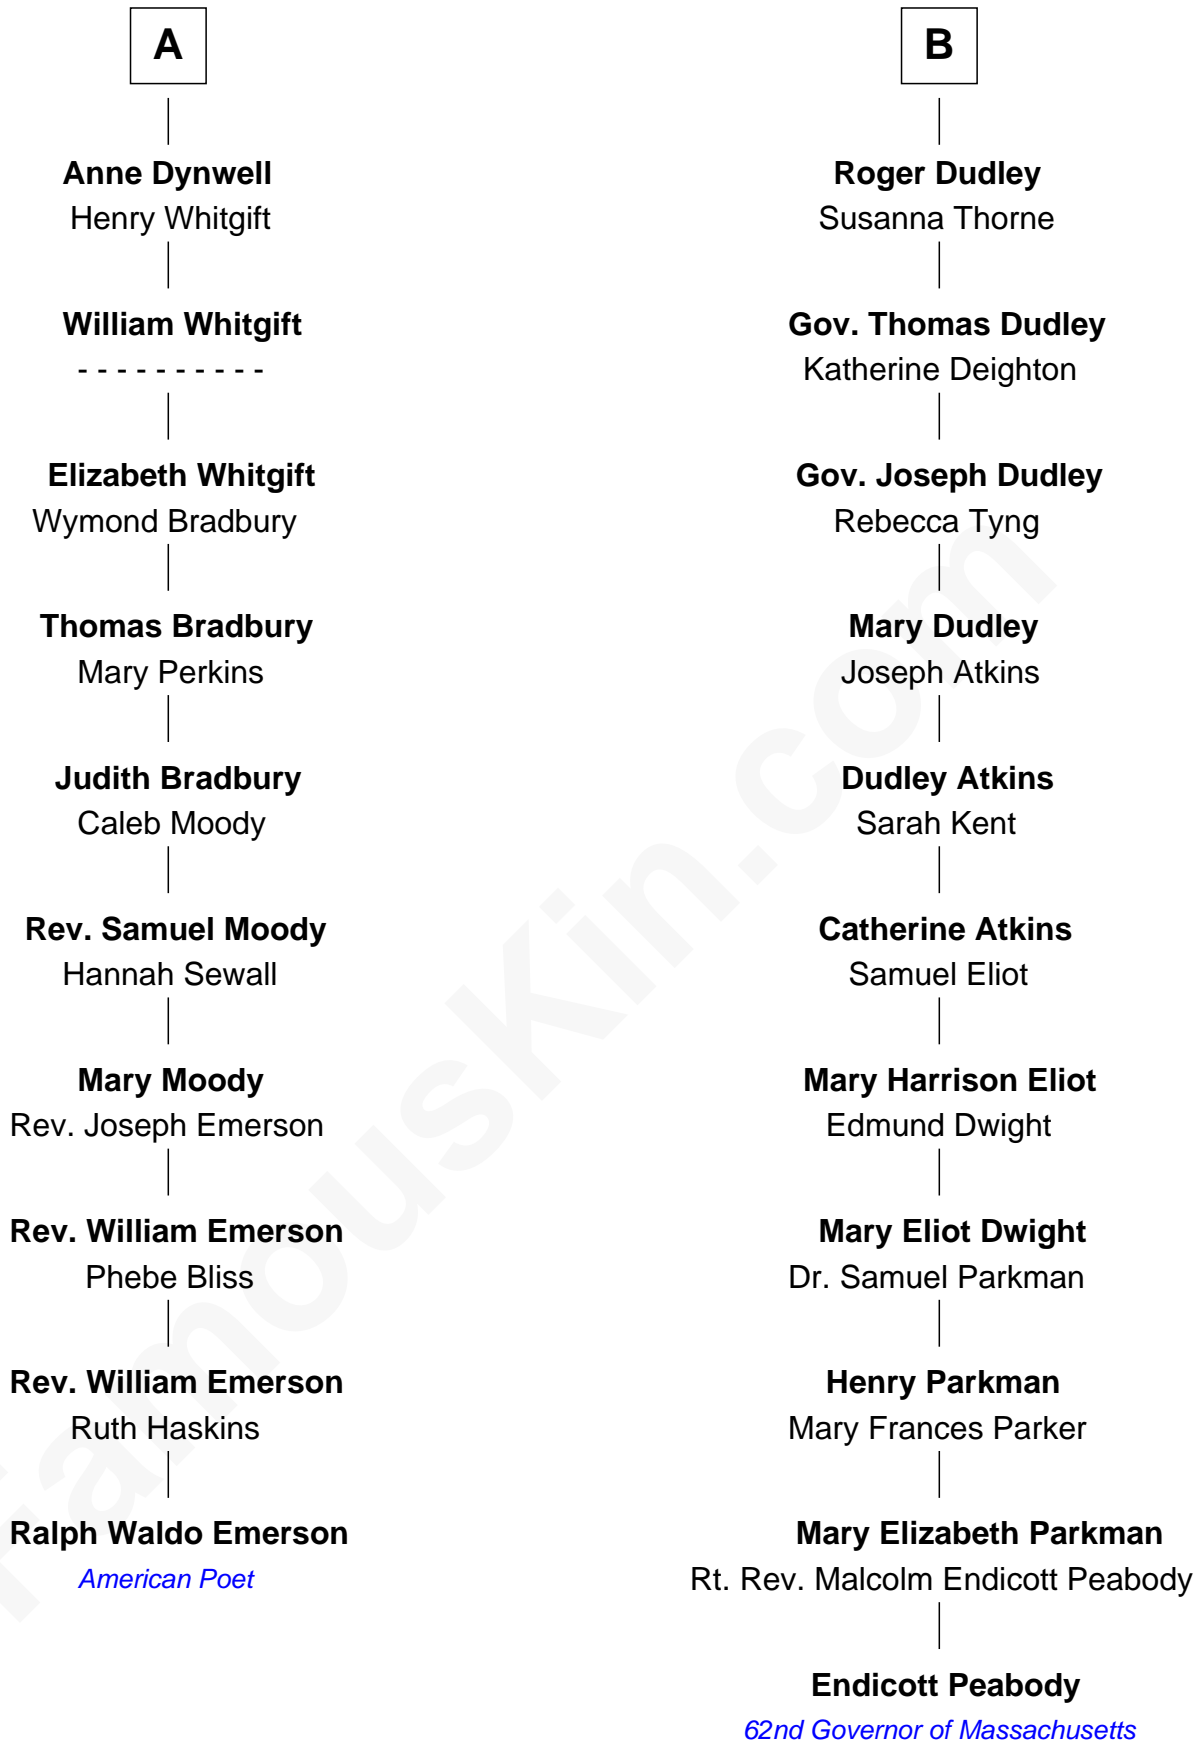 A
Anne Dynwell
Henry Whitgift
William Whitgift
- - - - - - - - - -
Elizabeth Whitgift
Wymond Bradbury
Thomas Bradbury
Mary Perkins
Judith Bradbury
Caleb Moody
Rev. Samuel Moody
Hannah Sewall
Mary Moody
Rev. Joseph Emerson
Rev. William Emerson
Phebe Bliss
Rev. William Emerson
Ruth Haskins
Ralph Waldo Emerson
American Poet
B
Roger Dudley
Susanna Thorne
Gov. Thomas Dudley
Katherine Deighton
Gov. Joseph Dudley
Rebecca Tyng
Mary Dudley
Joseph Atkins
Dudley Atkins
Sarah Kent
Catherine Atkins
Samuel Eliot
Mary Harrison Eliot
Edmund Dwight
Mary Eliot Dwight
Dr. Samuel Parkman
Henry Parkman
Mary Frances Parker
Mary Elizabeth Parkman
Rt. Rev. Malcolm Endicott Peabody
Endicott Peabody
62nd Governor of Massachusetts
FamousKin.com